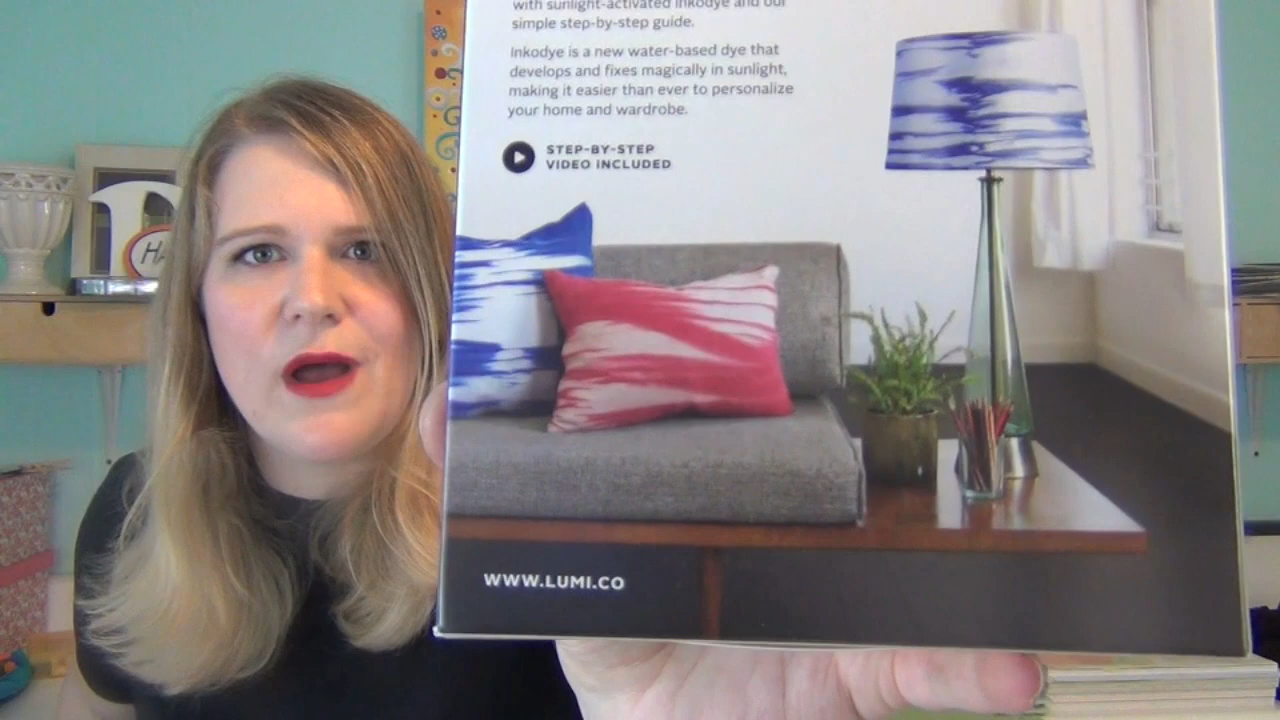 with sunlight-activated Inkodye and our
simple step-by-step guide.
Inkodye is a new water-based dye that
develops and fixes magically in sunlight,
making it easier than ever to personalize
your home and wardrobe.
STEP-BY-STEP
VIDEO INCLUDED
HA
WWW.LUMI.CO